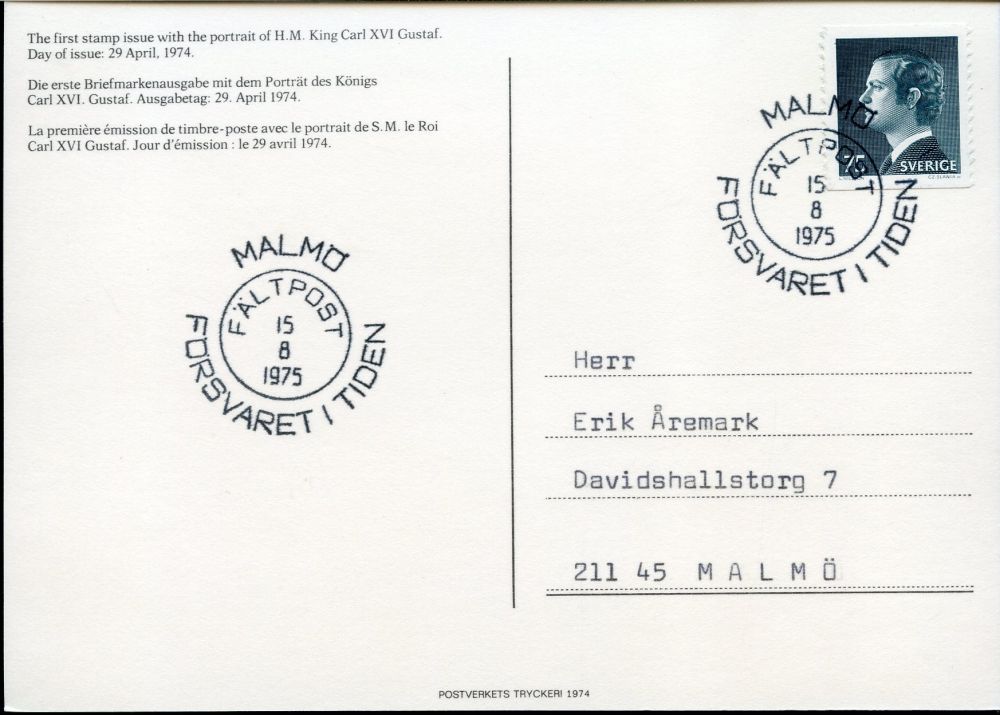 The first stamp issue with the portrait of H.M. King Carl XVI Gustaf.
Day of issue: 29 April, 1974.
Die erste Briefmarkenausgabe mit dem Porträt des Königs
Carl XVI. Gustaf. Ausgabetag: 29. April 1974.
La première émission de timbre-poste avec le portrait de S.M. le Roi
Carl XVI Gustaf. Jour d'émission : le 29 avril 1974.
MALMÖ
FÄLTPOST
15
8
1975
FÖRSVARET I TIDEN
75
SVERIGE
CZ.SLANIA
MALMÖ
FÄLTPOST
15
8
1975
FÖRSVARET I TIDEN
Herr
Erik Åremark
Davidshallstorg 7
211 45 M A L M Ö
POSTVERKETS TRYCKERI 1974